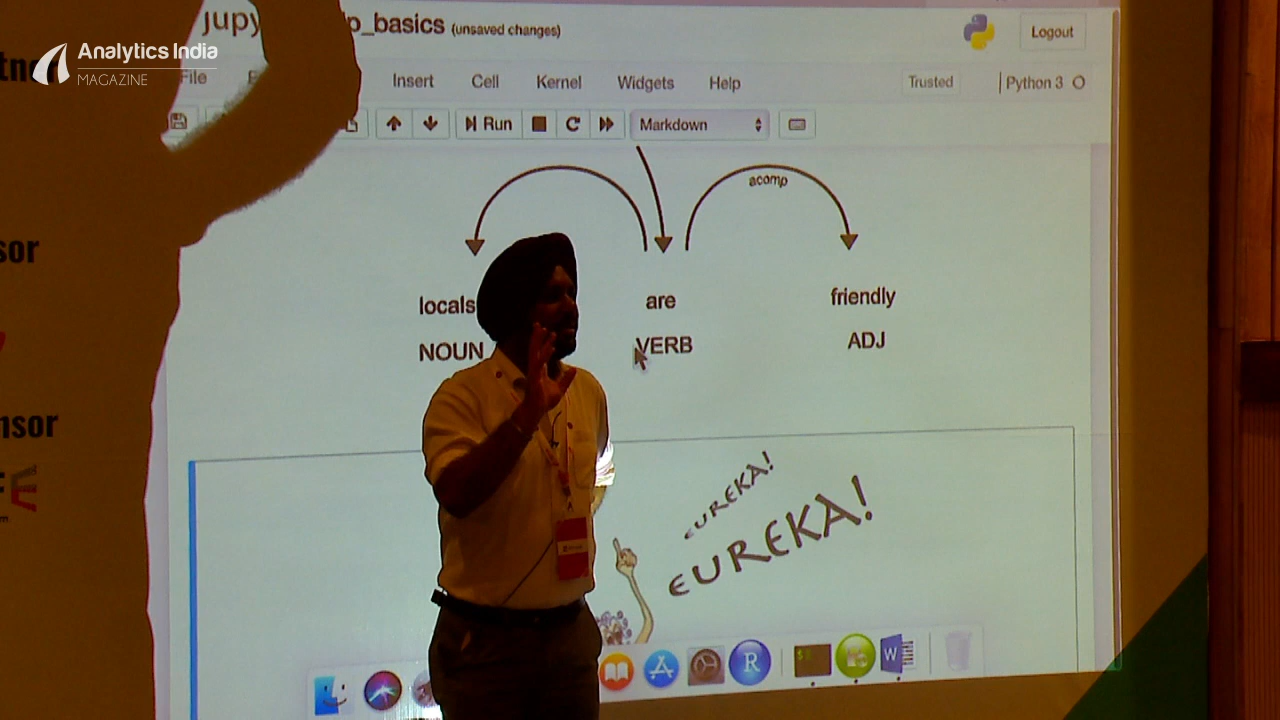 Analytics India
MAGAZINE
jupy
p_basics (unsaved changes)
Logout
File
Insert
Cell
Kernel
Widgets
Help
Trusted
Python 3
Run
Markdown
acomp
locals
are
friendly
NOUN
VERB
ADJ
sor
nsor
EUREKA!
EUREKA!
R
W